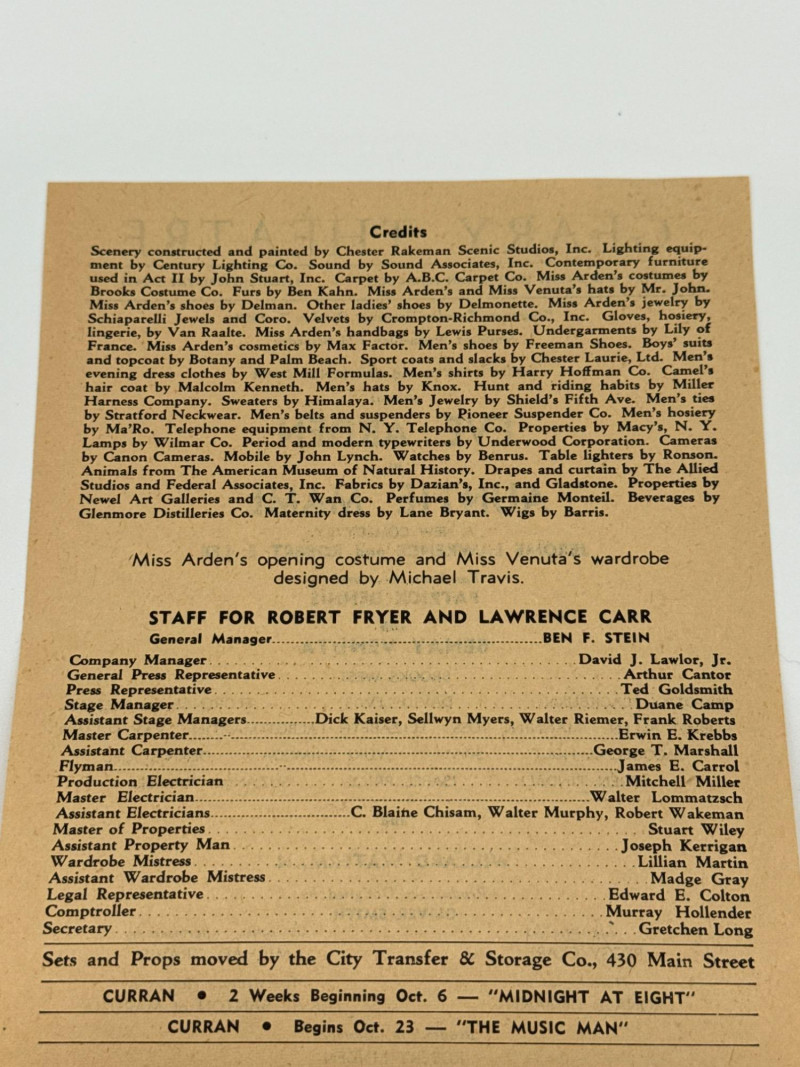 Credits
Scenery constructed and painted by Chester Rakeman Scenic Studios, Inc. Lighting equip-
ment by Century Lighting Co. Sound by Sound Associates, Inc. Contemporary furniture
used in Act II by John Stuart, Inc. Carpet by A.B.C. Carpet Co. Miss Arden's costumes by
Brooks Costume Co. Furs by Ben Kahn. Miss Arden's and Miss Venuta's hats by Mr. John.
Miss Arden's shoes by Delman. Other ladies' shoes by Delmonette. Miss Arden's jewelry by
Schiaparelli Jewels and Coro. Velvets by Crompton-Richmond Co., Inc. Gloves, hosiery,
lingerie, by Van Raalte. Miss Arden's handbags by Lewis Purses. Undergarments by Lily of
France. Miss Arden's cosmetics by Max Factor. Men's shoes by Freeman Shoes. Boys' suits
and topcoat by Botany and Palm Beach. Sport coats and slacks by Chester Laurie, Ltd. Men's
evening dress clothes by West Mill Formulas. Men's shirts by Harry Hoffman Co. Camel's
hair coat by Malcolm Kenneth. Men's hats by Knox. Hunt and riding habits by Miller
Harness Company. Sweaters by Himalaya. Men's Jewelry by Shield's Fifth Ave. Men's ties
by Stratford Neckwear. Men's belts and suspenders by Pioneer Suspender Co. Men's hosiery
by Ma'Ro. Telephone equipment from N. Y. Telephone Co. Properties by Macy's, N. Y.
Lamps by Wilmar Co. Period and modern typewriters by Underwood Corporation. Cameras
by Canon Cameras. Mobile by John Lynch. Watches by Benrus. Table lighters by Ronson.
Animals from The American Museum of Natural History. Drapes and curtain by The Allied
Studios and Federal Associates, Inc. Fabrics by Dazian's, Inc., and Gladstone. Properties by
Newel Art Galleries and C. T. Wan Co. Perfumes by Germaine Monteil. Beverages by
Glenmore Distilleries Co. Maternity dress by Lane Bryant. Wigs by Barris.
Miss Arden's opening costume and Miss Venuta's wardrobe
designed by Michael Travis.
STAFF FOR ROBERT FRYER AND LAWRENCE CARR
General Manager..........BEN F. STEIN
Company Manager..........David J. Lawlor, Jr.
General Press Representative..........Arthur Cantor
Press Representative..........Ted Goldsmith
Stage Manager..........Duane Camp
Assistant Stage Managers..........Dick Kaiser, Sellwyn Myers, Walter Riemer, Frank Roberts
Master Carpenter..........Erwin E. Krebbs
Assistant Carpenter..........George T. Marshall
Flyman..........James E. Carrol
Production Electrician..........Mitchell Miller
Master Electrician..........Walter Lommatzsch
Assistant Electricians..........C. Blaine Chisam, Walter Murphy, Robert Wakeman
Master of Properties..........Stuart Wiley
Assistant Property Man..........Joseph Kerrigan
Wardrobe Mistress..........Lillian Martin
Assistant Wardrobe Mistress..........Madge Gray
Legal Representative..........Edward E. Colton
Comptroller..........Murray Hollender
Secretary..........Gretchen Long
Sets and Props moved by the City Transfer & Storage Co., 430 Main Street
CURRAN • 2 Weeks Beginning Oct. 6 — "MIDNIGHT AT EIGHT"
CURRAN • Begins Oct. 23 — "THE MUSIC MAN"